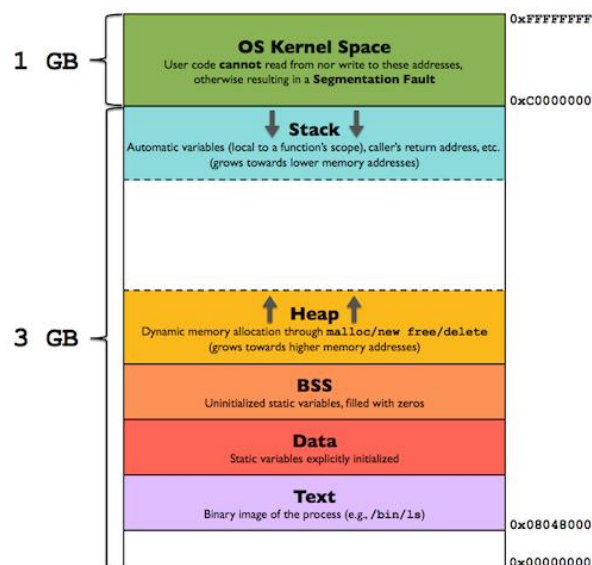 0xFFFFFFFF
1 GB
OS Kernel Space
User code cannot read from nor write to these addresses,
otherwise resulting in a Segmentation Fault
0xC0000000
Stack
Automatic variables (local to a function's scope), caller's return address, etc.
(grows towards lower memory addresses)
3 GB
Heap
Dynamic memory allocation through malloc/new free/delete
(grows towards higher memory addresses)
BSS
Uninitialized static variables, filled with zeros
Data
Static variables explicitly initialized
Text
Binary image of the process (e.g., /bin/ls)
0x08048000
0x00000000